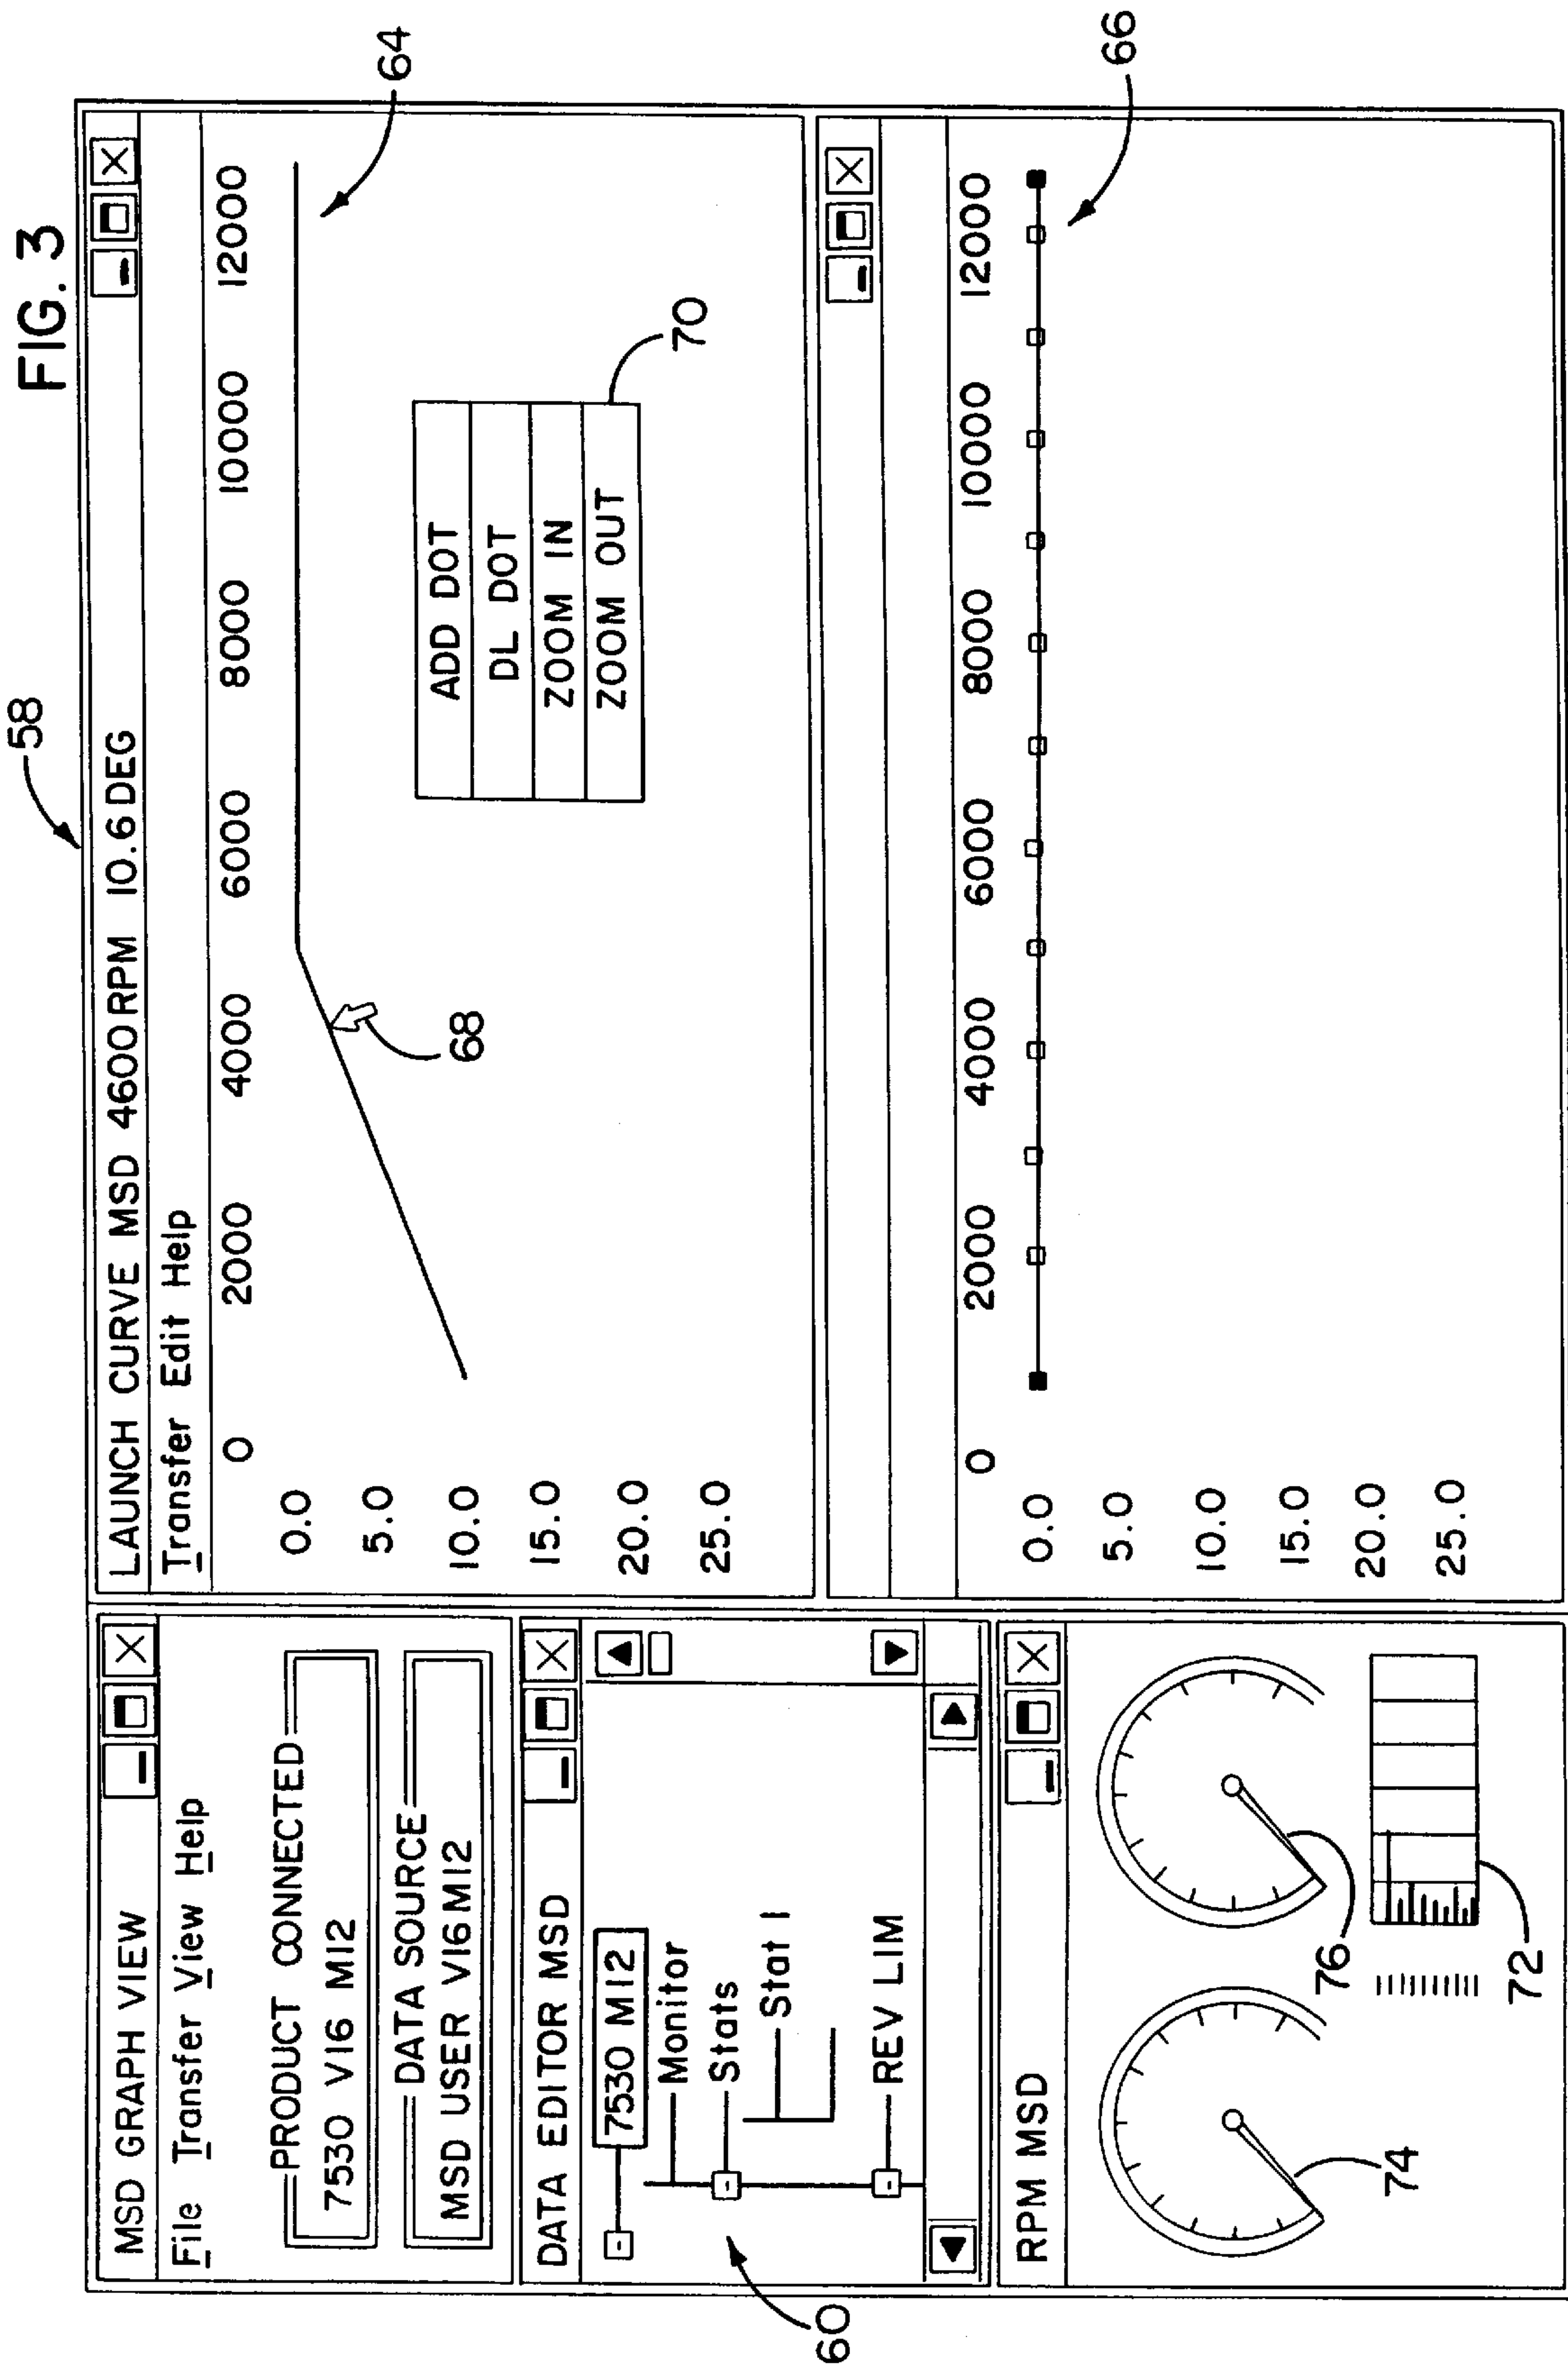 FIG. 3
58
MSD GRAPH VIEW
File Transfer View Help
PRODUCT CONNECTED
7530 V16 M12
DATA SOURCE
MSD USER V16 M12
DATA EDITOR MSD
7530 M12
Monitor
Stats
Stat 1
REV LIM
60
RPM MSD
74
76
72
LAUNCH CURVE MSD 4600 RPM 10.6 DEG
Transfer Edit Help
0 2000 4000 6000 8000 10000 12000
0.0
5.0
10.0
15.0
20.0
25.0
64
68
ADD DOT
DL DOT
ZOOM IN
ZOOM OUT
70
0 2000 4000 6000 8000 10000 12000
0.0
5.0
10.0
15.0
20.0
25.0
66